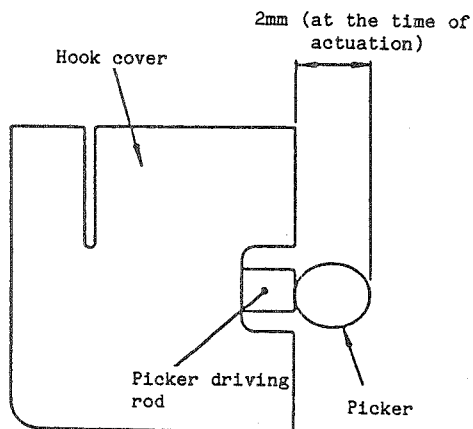 2mm (at the time of
actuation)
Hook cover
Picker driving
rod
Picker